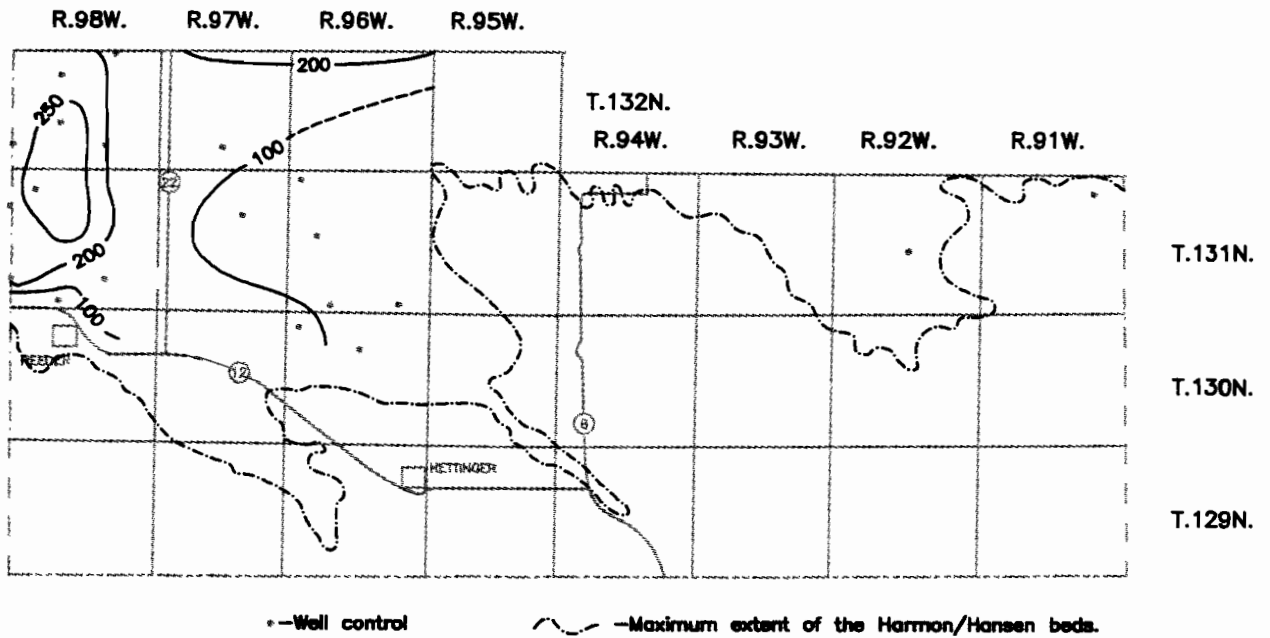 R.98W. R.97W. R.96W. R.95W.
200
250
T.132N.
R.94W. R.93W. R.92W. R.91W.
100
22
200
T.131N.
100
REEDER
12
T.130N.
8
HETTINGER
T.129N.
-Well control
-Maximum extent of the Harmon/Hansen beds.